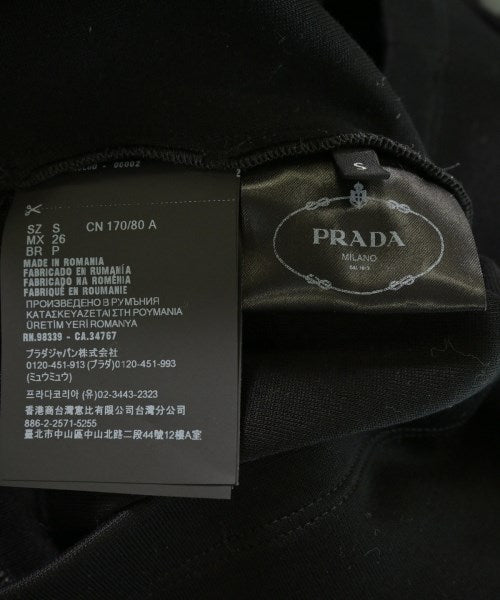 SZ S CN 170/80 A
MX 26
BR P
MADE IN ROMANIA
FABRICADO EN RUMANÍA
FABRICADO NA ROMÊNIA
FABRIQUÉ EN ROUMANIE
ПРОИЗВЕДЕНО В РУМЪНИЯ
ΚΑΤΑΣΚΕΥΑΖΕΤΑΙ ΣΤΗ ΡΟΥΜΑΝΙΑ
ÜRETİM YERİ ROMANYA
RN.98339 - CA.34767
プラダジャパン株式会社
0120-451-913 (プラダ) 0120-451-993
(ミュウミュウ)
프라다코리아 (유) 02-3443-2323
香港商台灣意比有限公司台灣分公司
886-2-2571-5255
臺北市中山區中山北路二段44號12樓A室
S
PRADA
MILANO